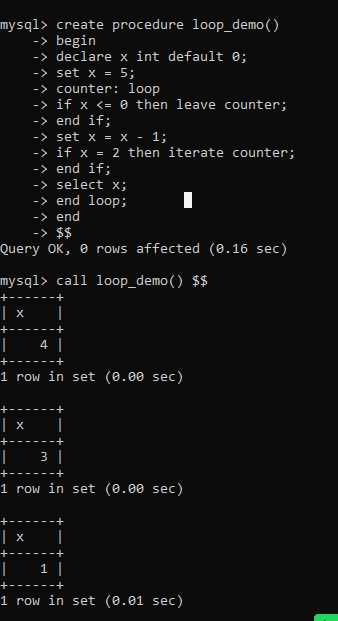 mysql> create procedure loop_demo()
    -> begin
    -> declare x int default 0;
    -> set x = 5;
    -> counter: loop
    -> if x <= 0 then leave counter;
    -> end if;
    -> set x = x - 1;
    -> if x = 2 then iterate counter;
    -> end if;
    -> select x;
    -> end loop;
    -> end
    -> $$
Query OK, 0 rows affected (0.16 sec)

mysql> call loop_demo() $$
+------+
| x    |
+------+
|    4 |
+------+
1 row in set (0.00 sec)

+------+
| x    |
+------+
|    3 |
+------+
1 row in set (0.00 sec)

+------+
| x    |
+------+
|    1 |
+------+
1 row in set (0.01 sec)